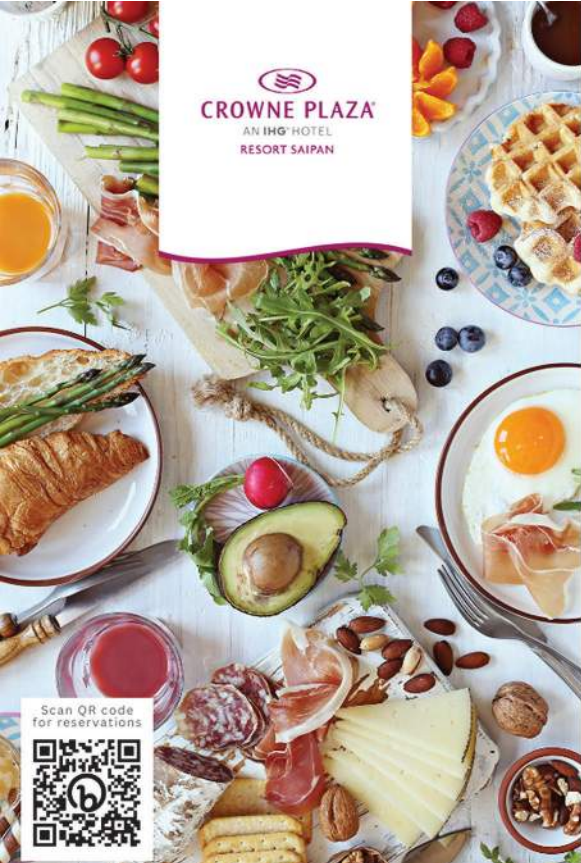 CROWNE PLAZA®
AN IHG® HOTEL
RESORT SAIPAN
Scan QR code
for reservations